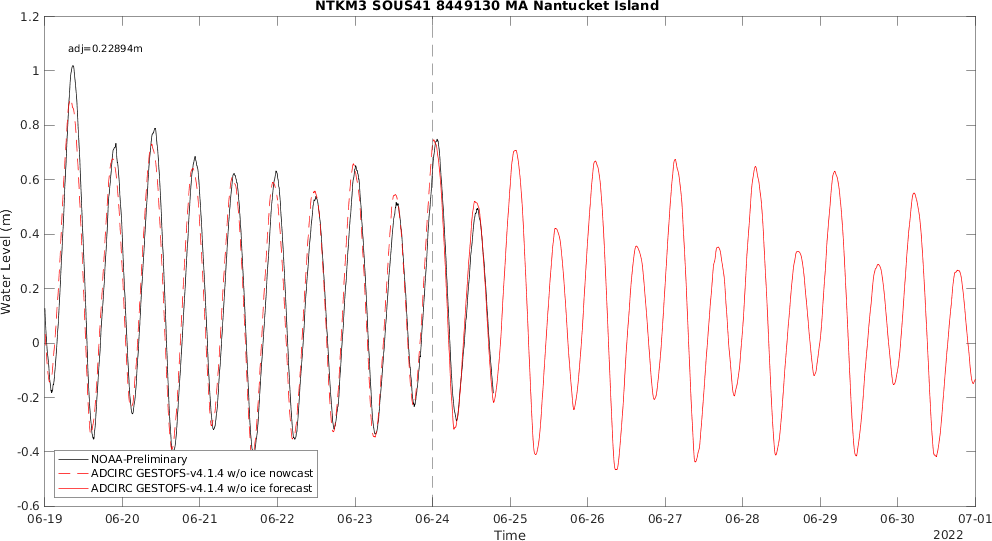 NTKM3 SOUS41 8449130 MA Nantucket Island
adj=0.22894m
Water Level (m)
1.2
1
0.8
0.6
0.4
0.2
0
-0.2
-0.4
-0.6
NOAA-Preliminary
ADCIRC GESTOFS-v4.1.4 w/o ice nowcast
ADCIRC GESTOFS-v4.1.4 w/o ice forecast
06-19 06-20 06-21 06-22 06-23 06-24 06-25 06-26 06-27 06-28 06-29 06-30 07-01
Time
2022